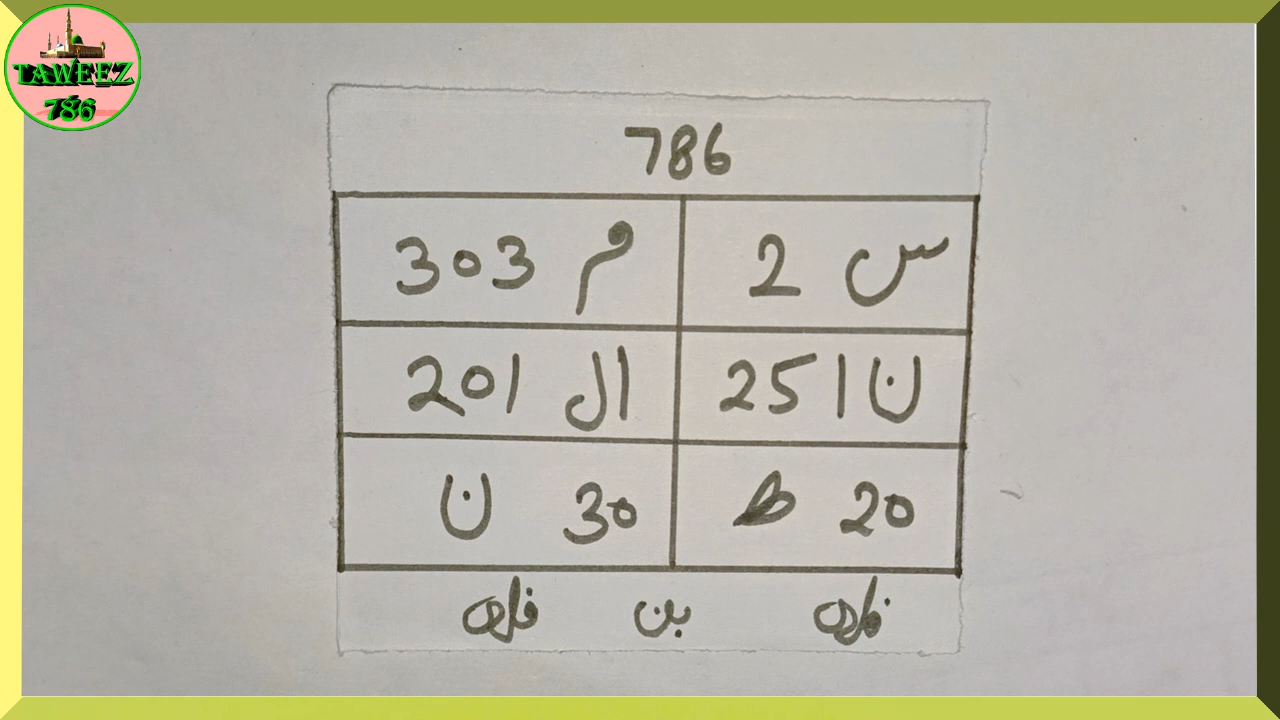 TAWEEZ
786
786
س 2 م 303
ن ا 251 ال 201
20 ط 30 ن
فلاں بن فلاں